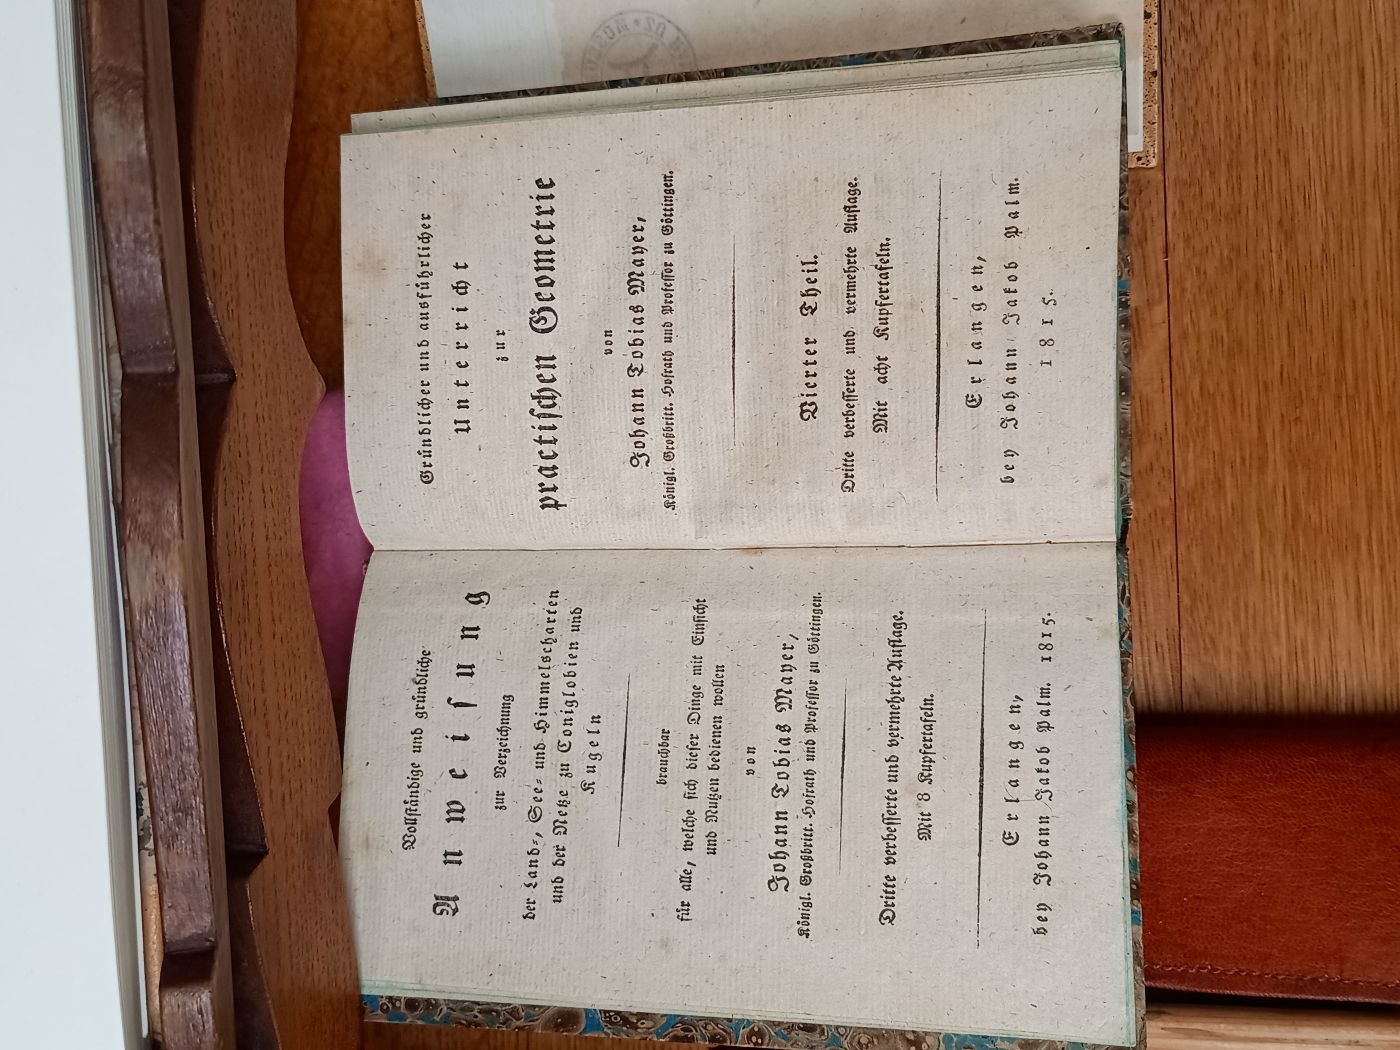 Vollständige und gründliche
Anweisung
zur Verzeichnung
der Land-, See- und Himmelscharten
und der Netze zu Coniglobien und
Kugeln
für alle, welche sich dieser Dinge mit Einsicht
und Nutzen bedienen wollen
brauchbar
von
Johann Tobias Mayer,
Königl. Großbritt. Hofrath und Professor zu Göttingen.
Dritte verbesserte und vermehrte Auflage.
Mit 8 Kupfertafeln.
Erlangen,
bey Johann Jakob Palm. 1815.
Gründlicher und ausführlicher
Unterricht
zur
practischen Geometrie
von
Johann Tobias Mayer,
Königl. Großbritt. Hofrath und Professor zu Göttingen.
Vierter Theil.
Dritte verbesserte und vermehrte Auflage.
Mit acht Kupfertafeln.
Erlangen,
bey Johann Jakob Palm.
1815.